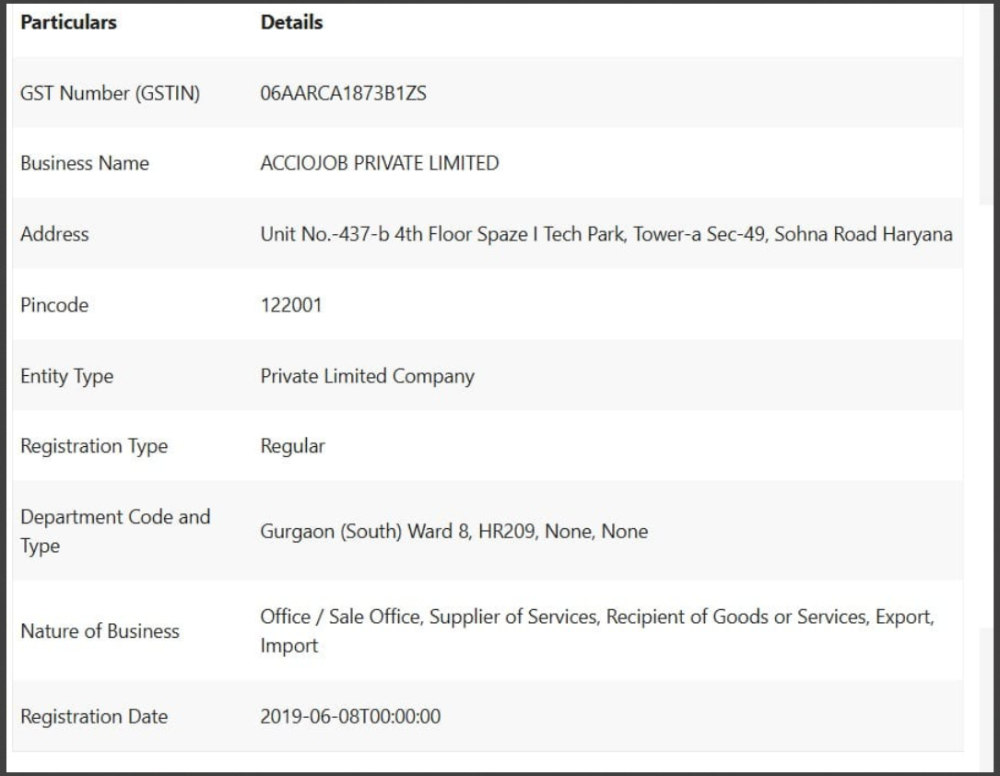 Particulars Details
GST Number (GSTIN) 06AARCA1873B1ZS
Business Name ACCIOJOB PRIVATE LIMITED
Address Unit No.-437-b 4th Floor Spaze I Tech Park, Tower-a Sec-49, Sohna Road Haryana
Pincode 122001
Entity Type Private Limited Company
Registration Type Regular
Department Code and
Type
Gurgaon (South) Ward 8, HR209, None, None
Nature of Business
Office / Sale Office, Supplier of Services, Recipient of Goods or Services, Export,
Import
Registration Date 2019-06-08T00:00:00